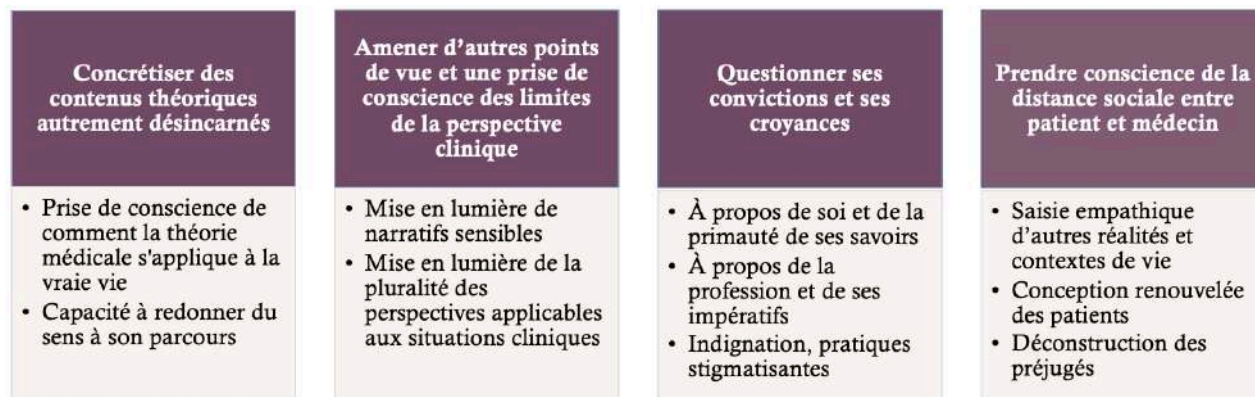 Concrétiser des
contenus théoriques
autrement désincarnés
• Prise de conscience de
comment la théorie
médicale s'applique à la
vraie vie
• Capacité à redonner du
sens à son parcours
Amener d'autres points
de vue et une prise de
conscience des limites
de la perspective
clinique
• Mise en lumière de
narratifs sensibles
• Mise en lumière de la
pluralité des
perspectives applicables
aux situations cliniques
Questionner ses
convictions et ses
croyances
• À propos de soi et de la
primauté de ses savoirs
• À propos de la
profession et de ses
impératifs
• Indignation, pratiques
stigmatisantes
Prendre conscience de la
distance sociale entre
patient et médecin
• Saisie empathique
d'autres réalités et
contextes de vie
• Conception renouvelée
des patients
• Déconstruction des
préjugés